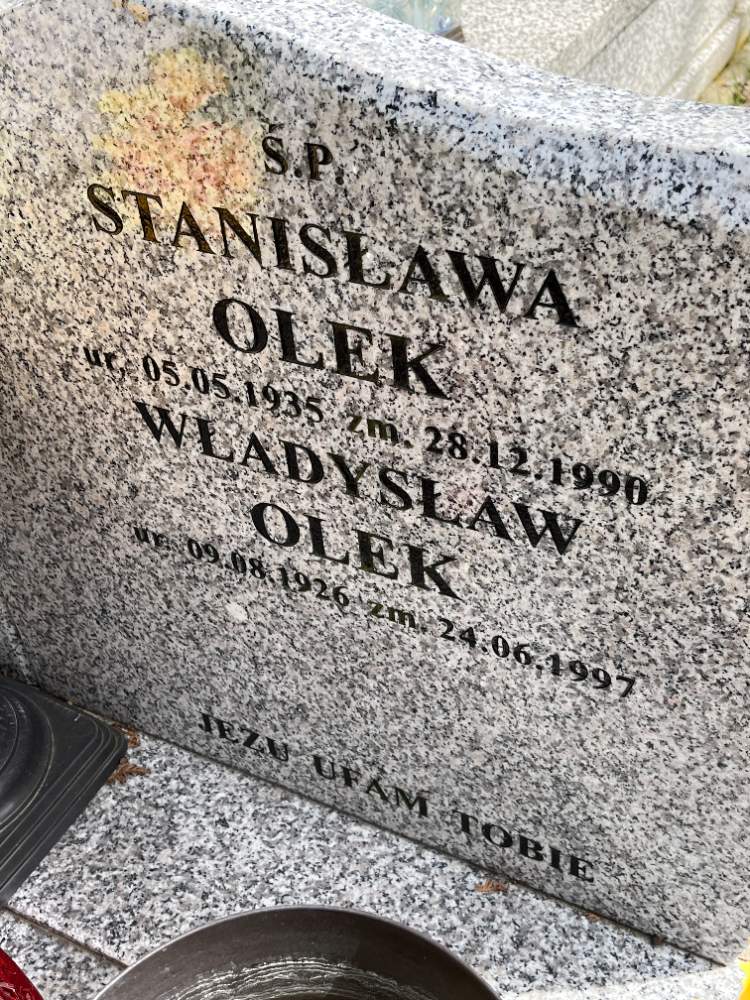 Ś.P.
STANISŁAWA
OLEK
ur. 05.05.1935 zm. 28.12.1990
WŁADYSŁAW
OLEK
ur. 09.08.1926 zm. 24.06.1997
JEZU UFAM TOBIE